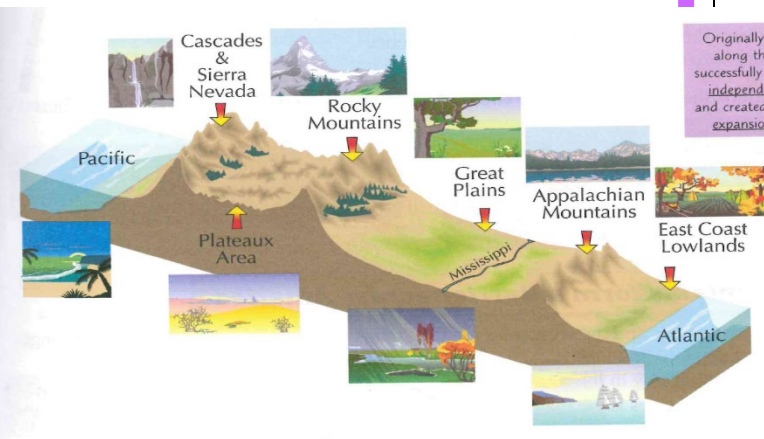 Cascades
&
Sierra
Nevada
Rocky
Mountains
Pacific
Great
Plains
Appalachian
Mountains
East Coast
Lowlands
Plateaux
Area
Mississippi
Atlantic
Originally
along th
successfully
independ
and created
expansio